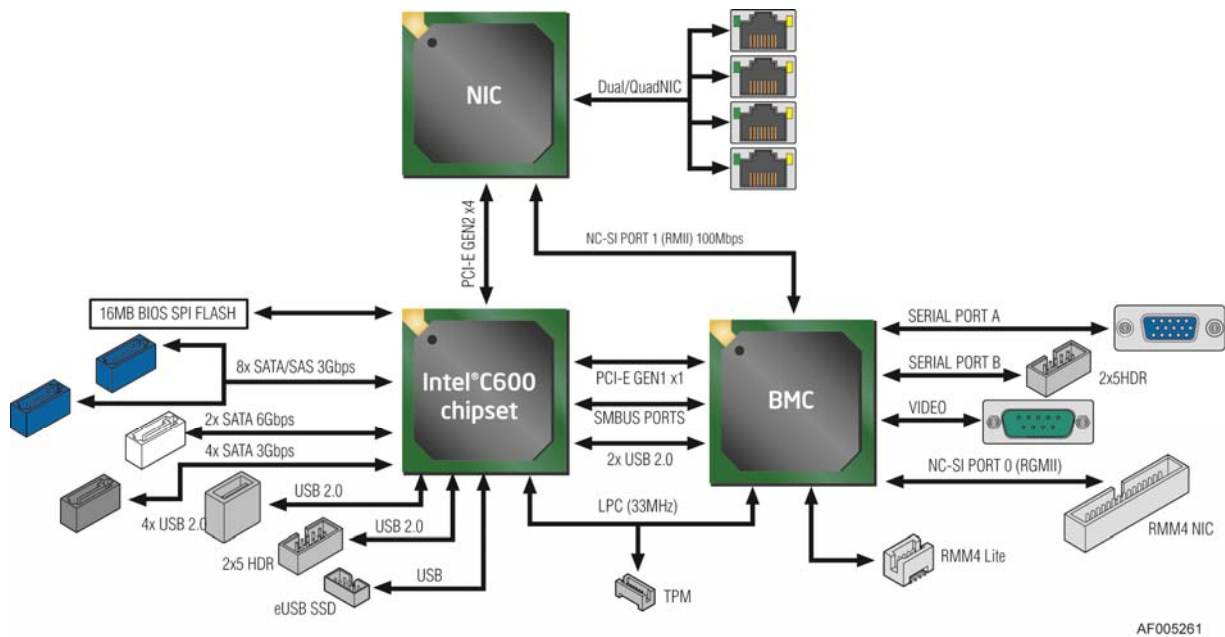 NIC
Dual/QuadNIC
PCI-E GEN2 x4
NC-SI PORT 1 (RMII) 100Mbps
16MB BIOS SPI FLASH
8x SATA/SAS 3Gbps
2x SATA 6Gbps
4x SATA 3Gbps
Intel®C600
chipset
PCI-E GEN1 x1
SMBUS PORTS
2x USB 2.0
BMC
SERIAL PORT A
SERIAL PORT B
2x5HDR
VIDEO
NC-SI PORT 0 (RGMII)
RMM4 NIC
USB 2.0
4x USB 2.0
USB 2.0
2x5 HDR
USB
eUSB SSD
LPC (33MHz)
TPM
RMM4 Lite
AF005261